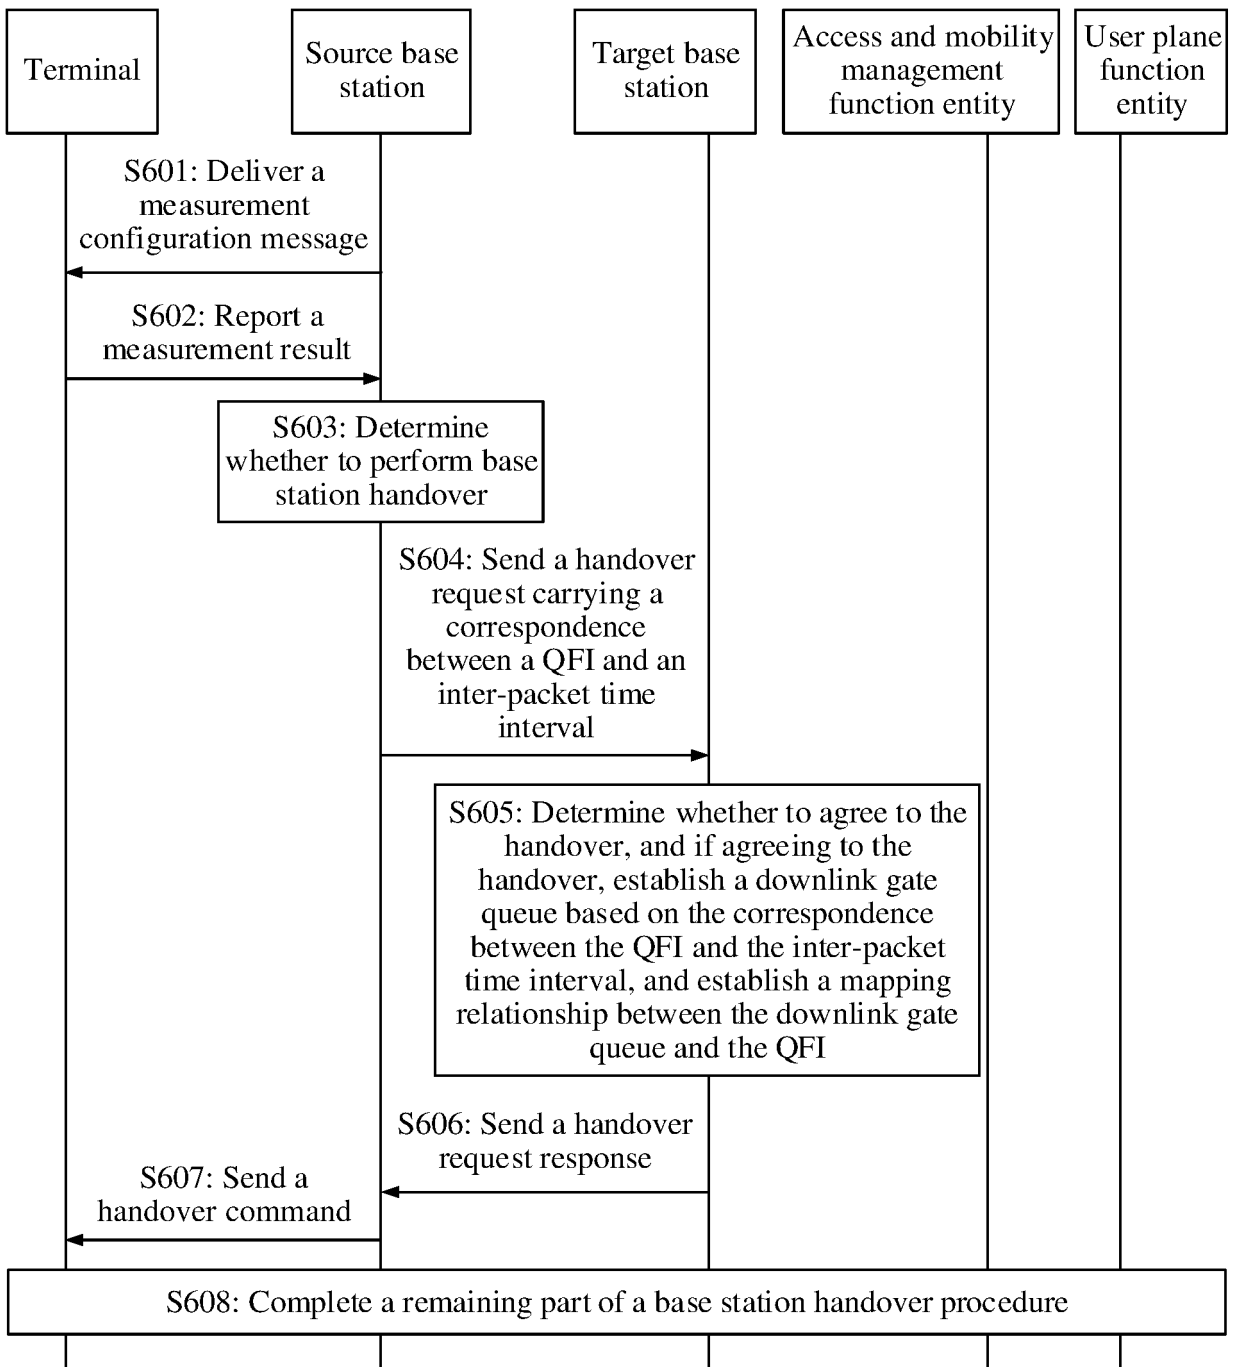 Terminal
Source base
station
Target base
station
Access and mobility
management
function entity
User plane
function
entity
S601: Deliver a
measurement
configuration message
S602: Report a
measurement result
S603: Determine
whether to perform base
station handover
S604: Send a handover
request carrying a
correspondence
between a QFI and an
inter-packet time
interval
S605: Determine whether to agree to the
handover, and if agreeing to the
handover, establish a downlink gate
queue based on the correspondence
between the QFI and the inter-packet
time interval, and establish a mapping
relationship between the downlink gate
queue and the QFI
S606: Send a handover
request response
S607: Send a
handover command
S608: Complete a remaining part of a base station handover procedure